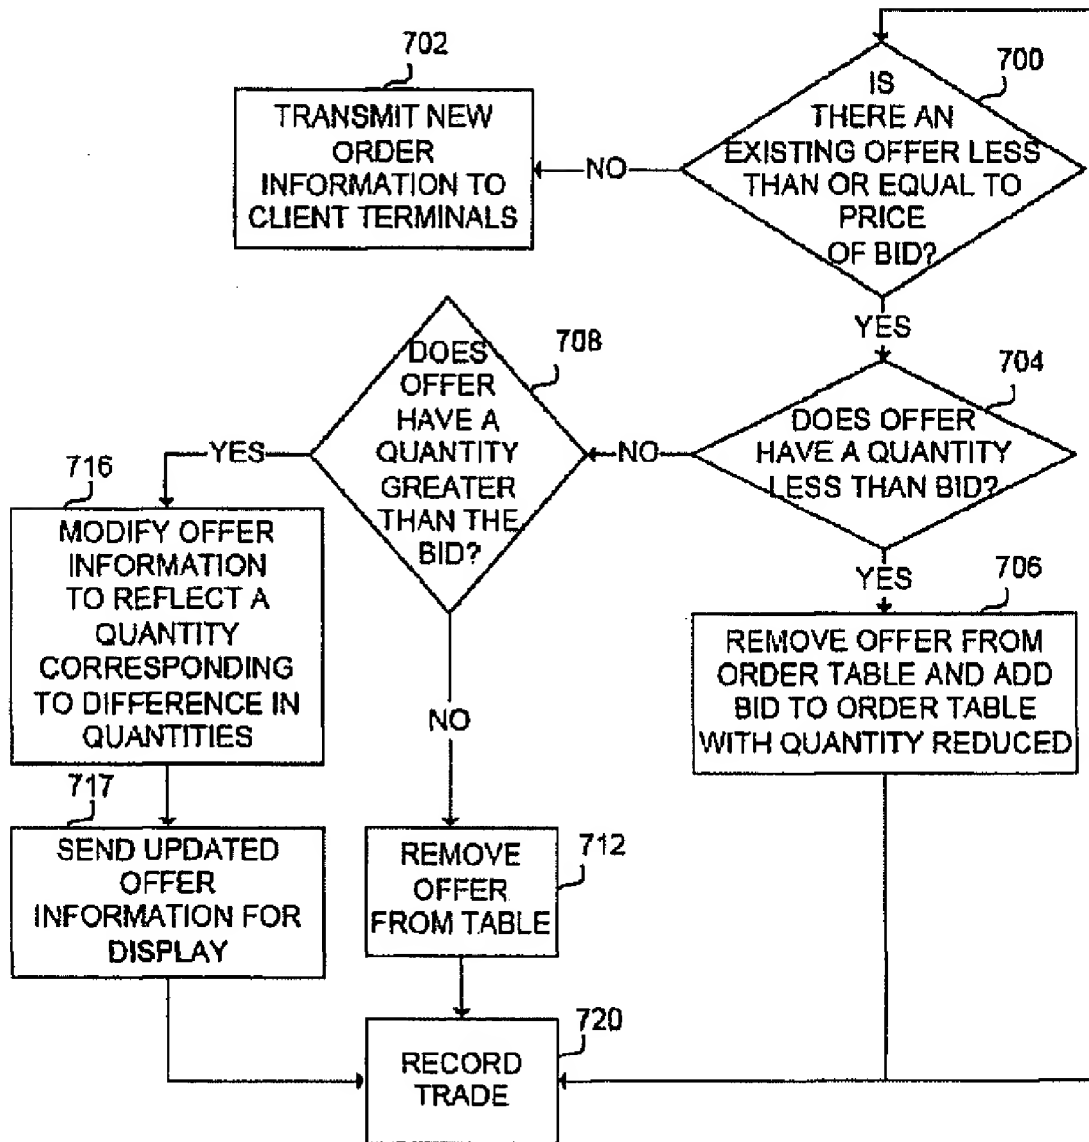 702
TRANSMIT NEW
ORDER
INFORMATION TO
CLIENT TERMINALS
NO
700
IS
THERE AN
EXISTING OFFER LESS
THAN OR EQUAL TO
PRICE
OF BID?
YES
704
DOES OFFER
HAVE A QUANTITY
LESS THAN BID?
NO
708
DOES
OFFER
HAVE A
QUANTITY
GREATER
THAN THE
BID?
YES
716
MODIFY OFFER
INFORMATION
TO REFLECT A
QUANTITY
CORRESPONDING
TO DIFFERENCE IN
QUANTITIES
YES
706
REMOVE OFFER FROM
ORDER TABLE AND ADD
BID TO ORDER TABLE
WITH QUANTITY REDUCED
NO
717
SEND UPDATED
OFFER
INFORMATION FOR
DISPLAY
712
REMOVE
OFFER
FROM TABLE
720
RECORD
TRADE